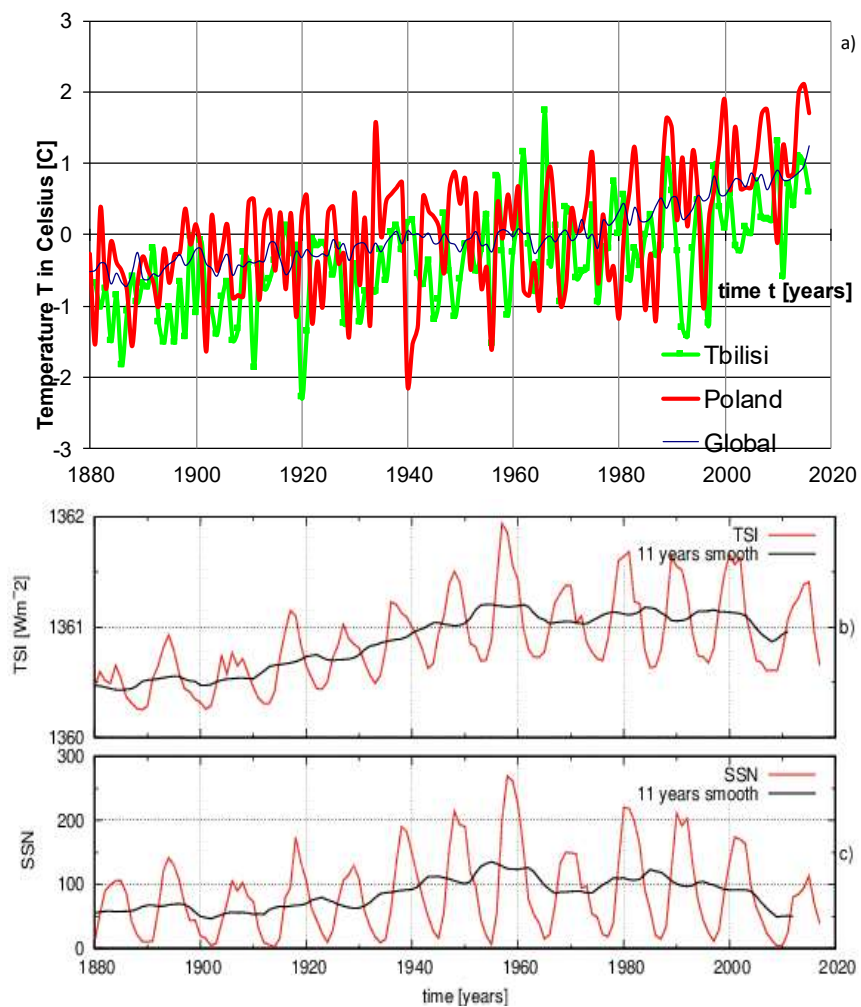 3
a)
2
1
0
-1
-2
-3
Temperature T in Celsius [C]
time t [years]
Tbilisi
Poland
Global
1880 1900 1920 1940 1960 1980 2000 2020
1362
1361
1360
TSI [Wm^2]
TSI
11 years smooth
b)
300
200
100
0
SSN
SSN
11 years smooth
c)
1880 1900 1920 1940 1960 1980 2000 2020
time [years]